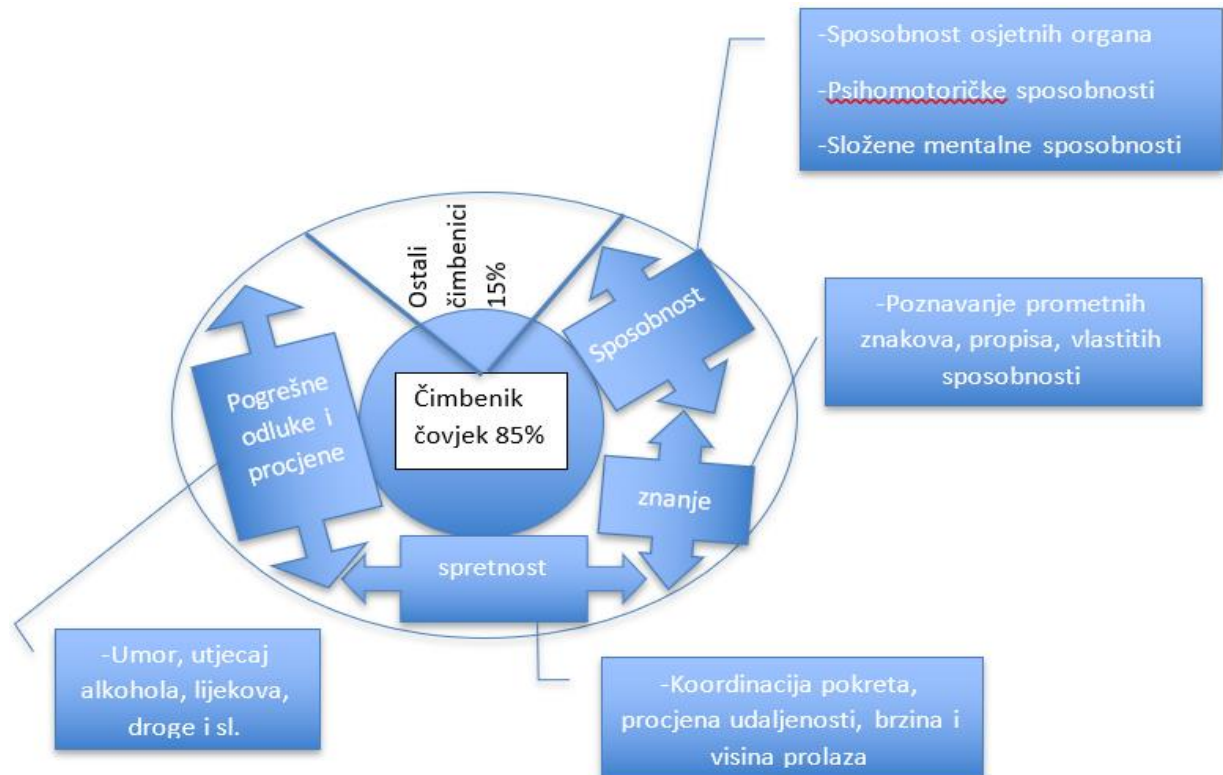 -Sposobnost osjetnih organa
-Psihomotoričke sposobnosti
-Složene mentalne sposobnosti
Ostali
čimbenici
15%
Sposobnost
-Poznavanje prometnih
znakova, propisa, vlastitih
sposobnosti
Pogrešne
odluke i
procjene
Čimbenik
čovjek 85%
znanje
spretnost
-Umor, utjecaj
alkohola, lijekova,
droge i sl.
-Koordinacija pokreta,
procjena udaljenosti, brzina i
visina prolaza